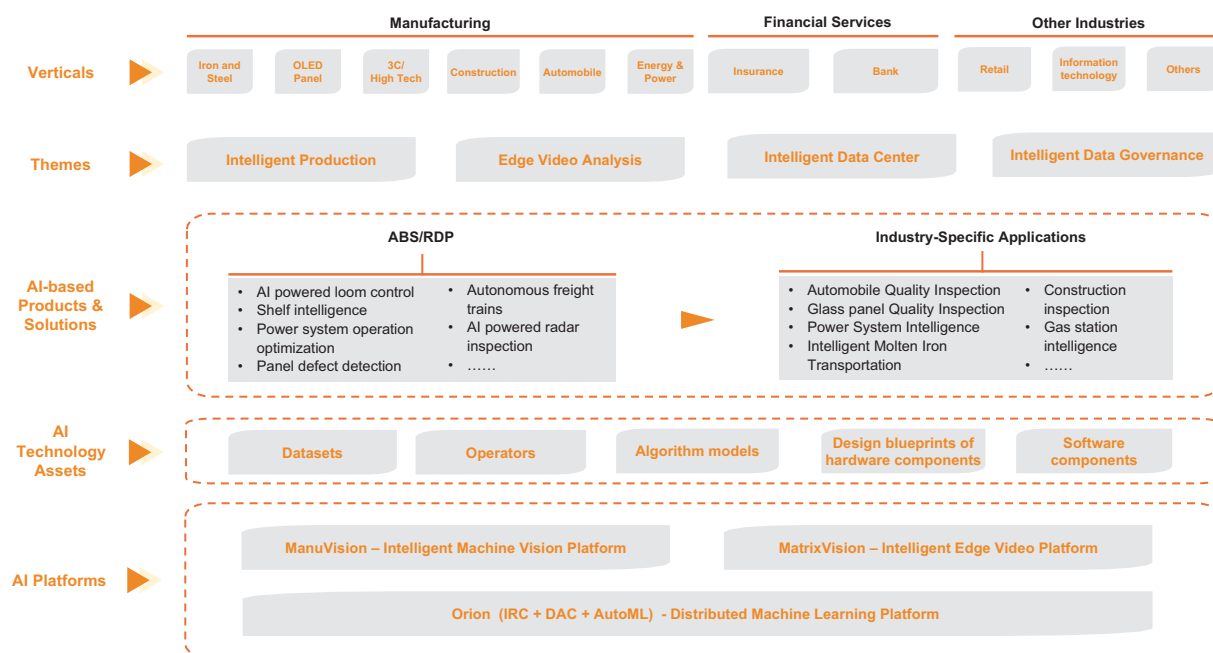 Manufacturing
Financial Services
Other Industries
Verticals
Iron and
Steel
OLED
Panel
3C/
High Tech
Construction
Automobile
Energy &
Power
Insurance
Bank
Retail
Information
technology
Others
Themes
Intelligent Production
Edge Video Analysis
Intelligent Data Center
Intelligent Data Governance
AI-based
Products &
Solutions
ABS/RDP
• AI powered loom control
• Shelf intelligence
• Power system operation
optimization
• Panel defect detection
• Autonomous freight
trains
• AI powered radar
inspection
• ……
Industry-Specific Applications
• Automobile Quality Inspection
• Glass panel Quality Inspection
• Power System Intelligence
• Intelligent Molten Iron
Transportation
• Construction
inspection
• Gas station
intelligence
• ……
AI
Technology
Assets
Datasets
Operators
Algorithm models
Design blueprints of
hardware components
Software
components
AI Platforms
ManuVision – Intelligent Machine Vision Platform
MatrixVision – Intelligent Edge Video Platform
Orion (IRC + DAC + AutoML) - Distributed Machine Learning Platform